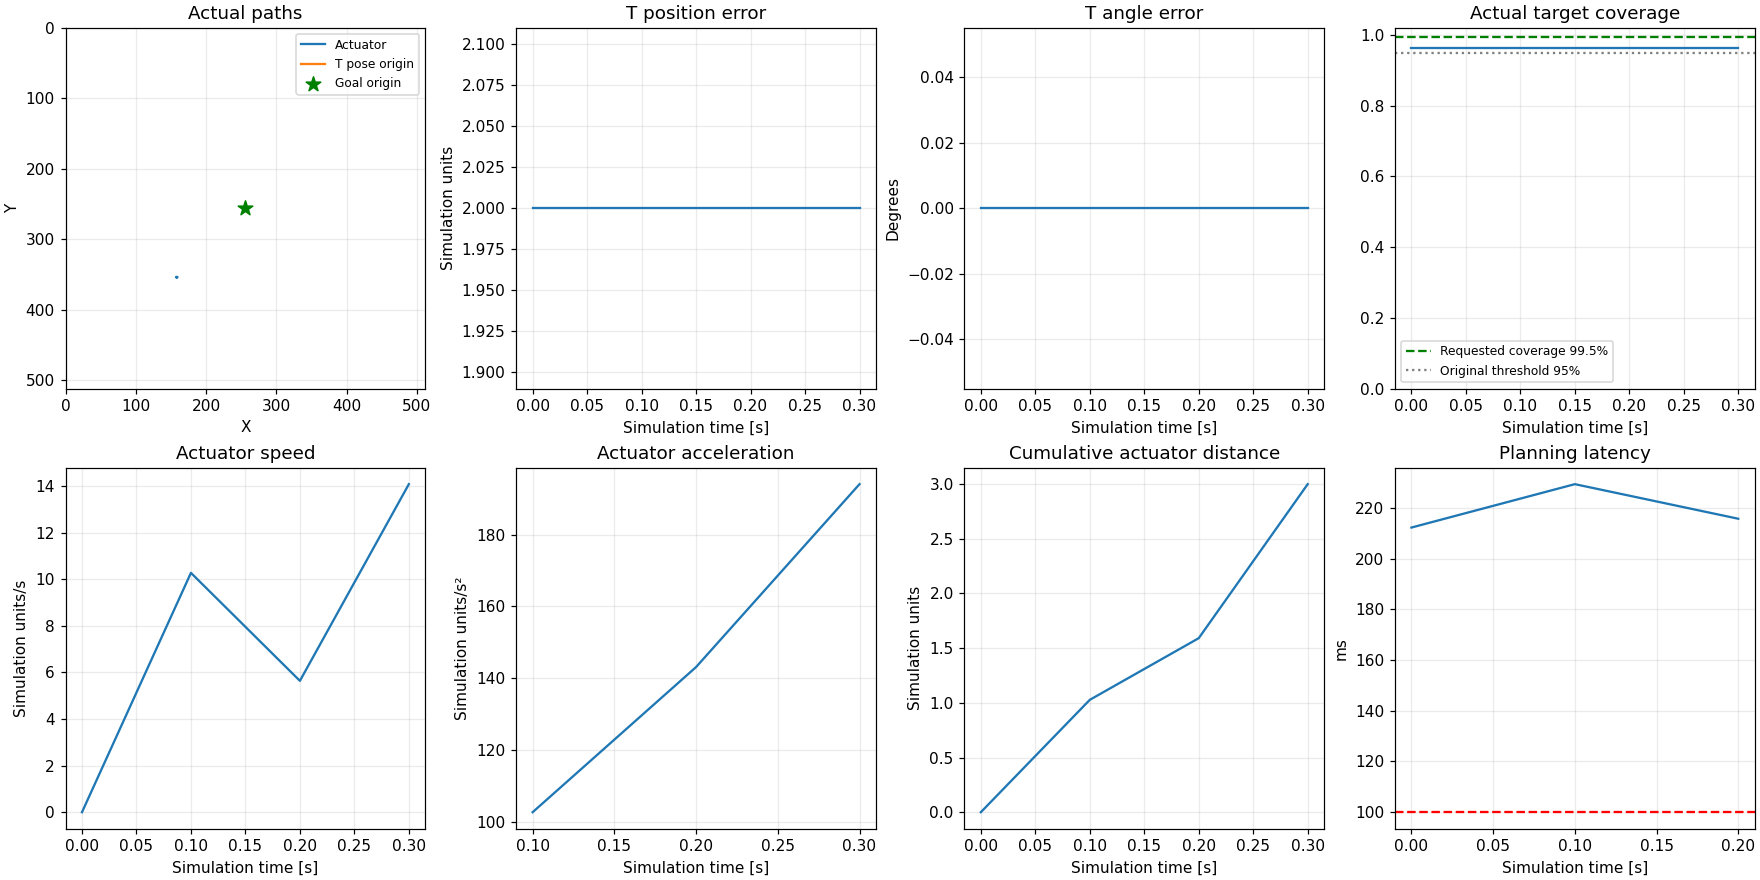 Actual paths
0
100
200
300
400
500
Y
0 100 200 300 400 500
X
Actuator
T pose origin
Goal origin
T position error
2.100
2.075
2.050
2.025
2.000
1.975
1.950
1.925
1.900
Simulation units
0.00 0.05 0.10 0.15 0.20 0.25 0.30
Simulation time [s]
T angle error
0.04
0.02
0.00
−0.02
−0.04
Degrees
0.00 0.05 0.10 0.15 0.20 0.25 0.30
Simulation time [s]
Actual target coverage
1.0
0.8
0.6
0.4
0.2
0.0
Requested coverage 99.5%
Original threshold 95%
0.00 0.05 0.10 0.15 0.20 0.25 0.30
Simulation time [s]
Actuator speed
14
12
10
8
6
4
2
0
Simulation units/s
0.00 0.05 0.10 0.15 0.20 0.25 0.30
Simulation time [s]
Actuator acceleration
180
160
140
120
100
Simulation units/s²
0.10 0.15 0.20 0.25 0.30
Simulation time [s]
Cumulative actuator distance
3.0
2.5
2.0
1.5
1.0
0.5
0.0
Simulation units
0.00 0.05 0.10 0.15 0.20 0.25 0.30
Simulation time [s]
Planning latency
220
200
180
160
140
120
100
ms
0.00 0.05 0.10 0.15 0.20
Simulation time [s]